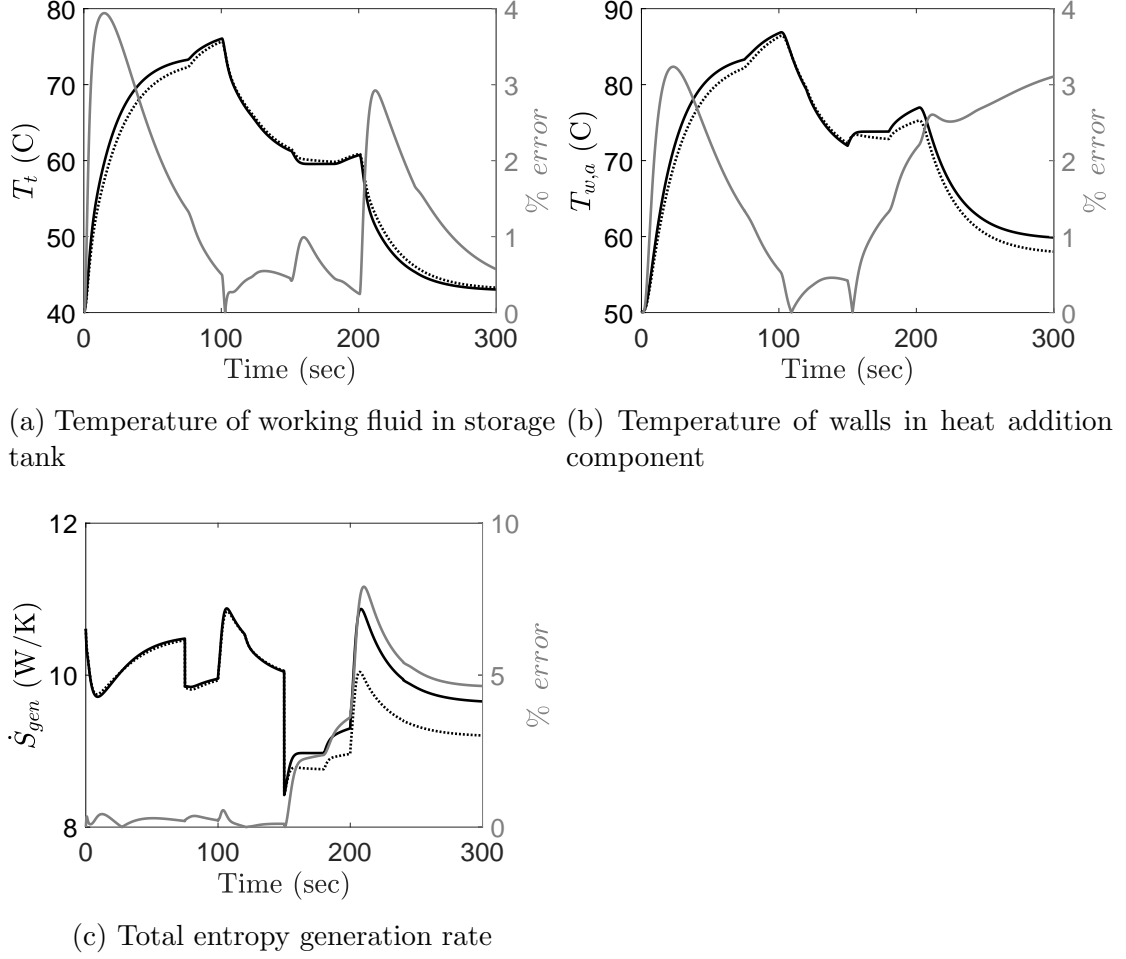 80
70
60
50
40
T_t (C)
4
3
2
1
0
% error
0 100 200 300
Time (sec)
90
80
70
60
50
T_{w,a} (C)
4
3
2
1
0
% error
0 100 200 300
Time (sec)
(a) Temperature of working fluid in storage
tank
(b) Temperature of walls in heat addition
component
12
10
8
Ṡ_{gen} (W/K)
10
5
0
% error
0 100 200 300
Time (sec)
(c) Total entropy generation rate